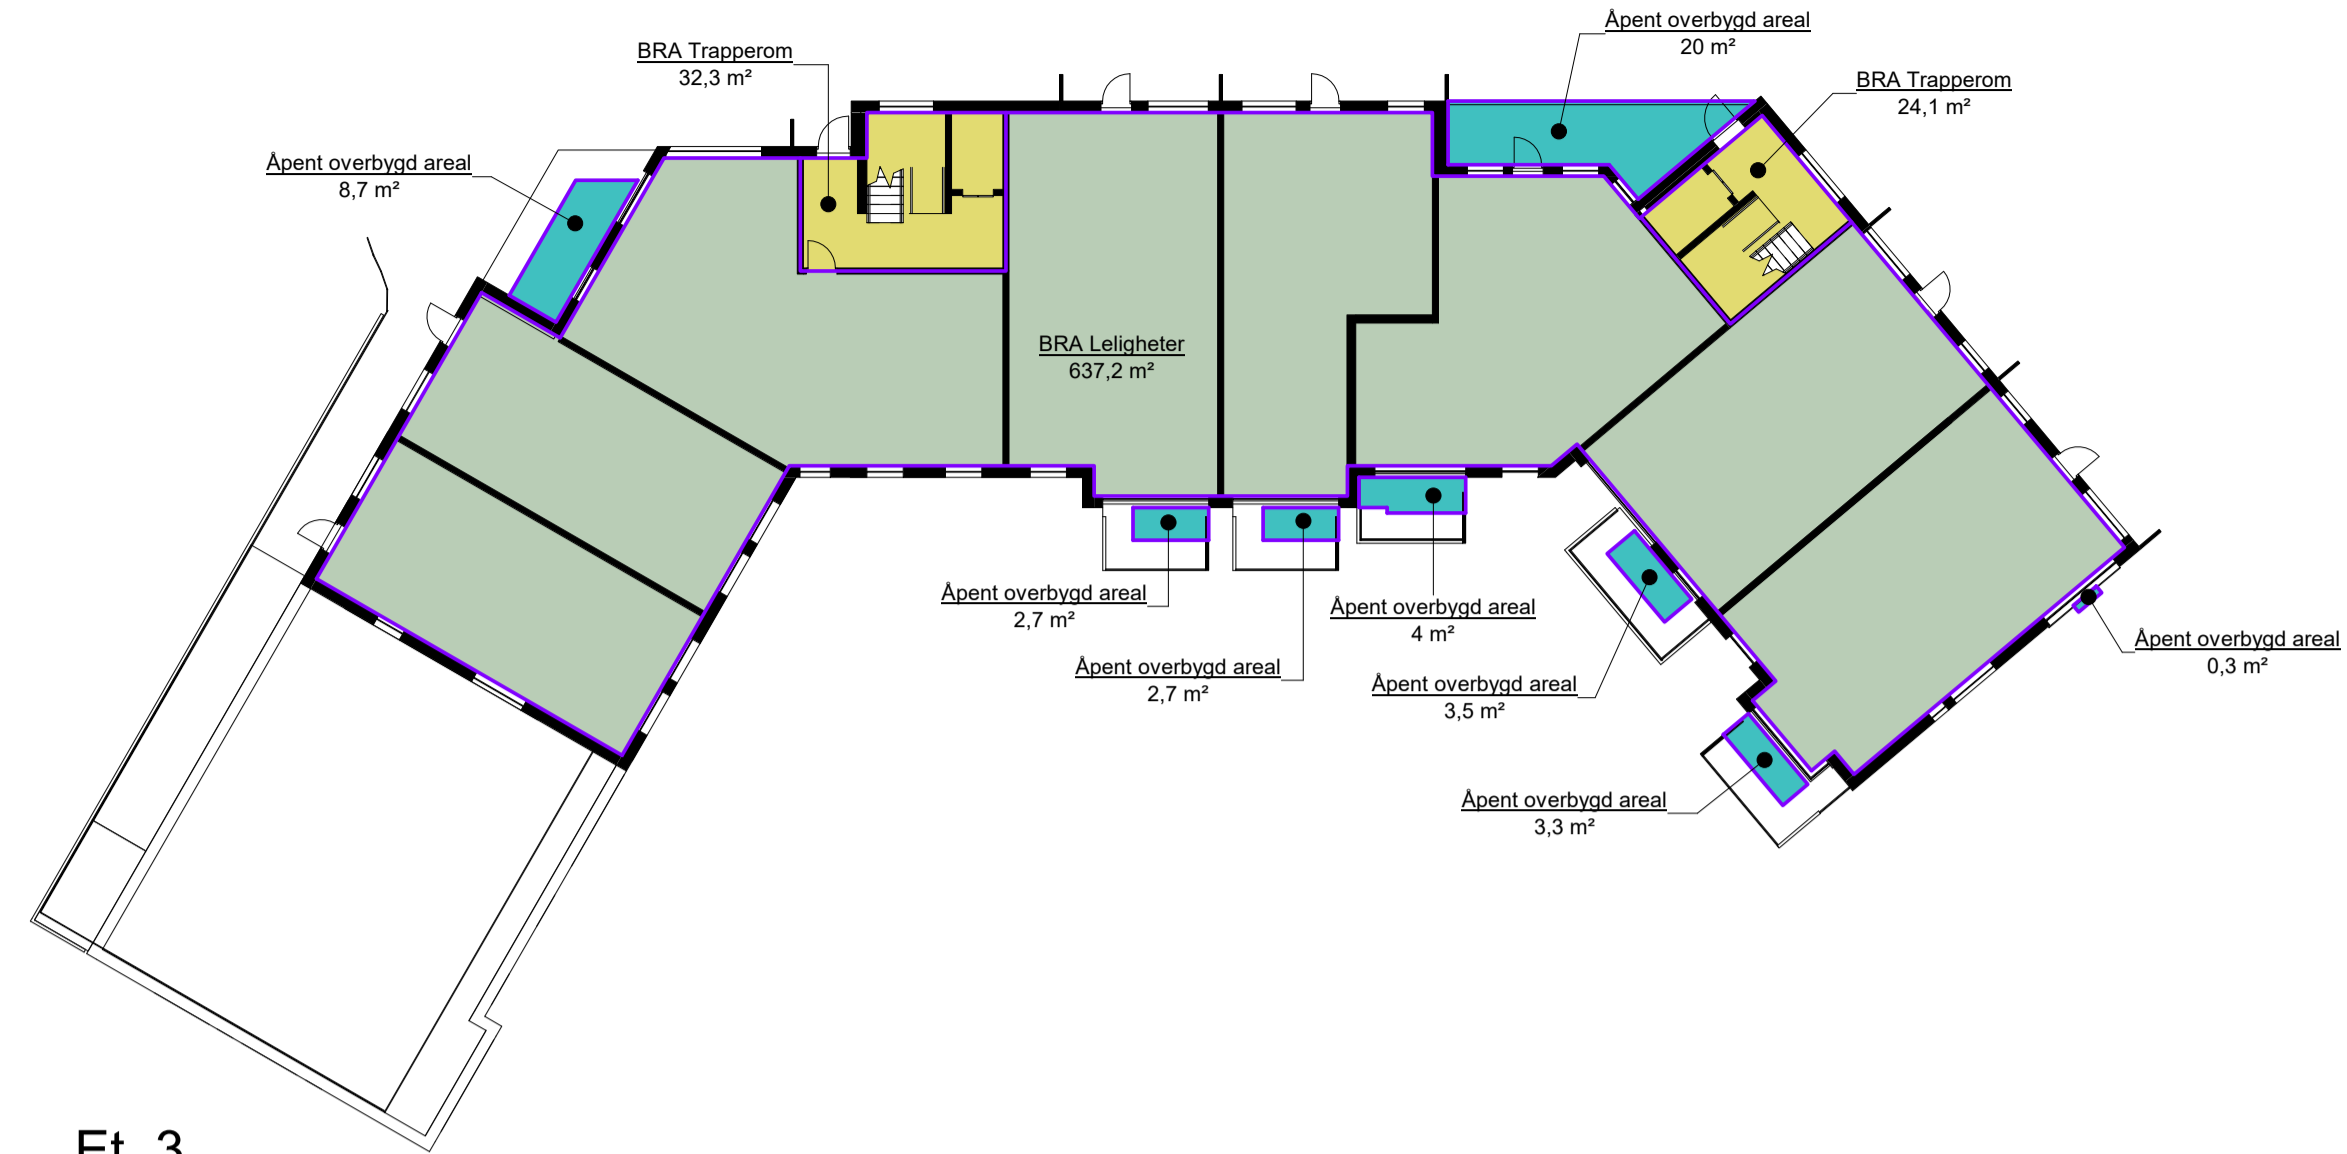 Åpent overbygd areal
20 m²
BRA Trapperom
32,3 m²
BRA Trapperom
24,1 m²
Åpent overbygd areal
8,7 m²
BRA Leligheter
637,2 m²
Åpent overbygd areal
2,7 m²
Åpent overbygd areal
4 m²
Åpent overbygd areal
0,3 m²
Åpent overbygd areal
2,7 m²
Åpent overbygd areal
3,5 m²
Åpent overbygd areal
3,3 m²
Et. 3